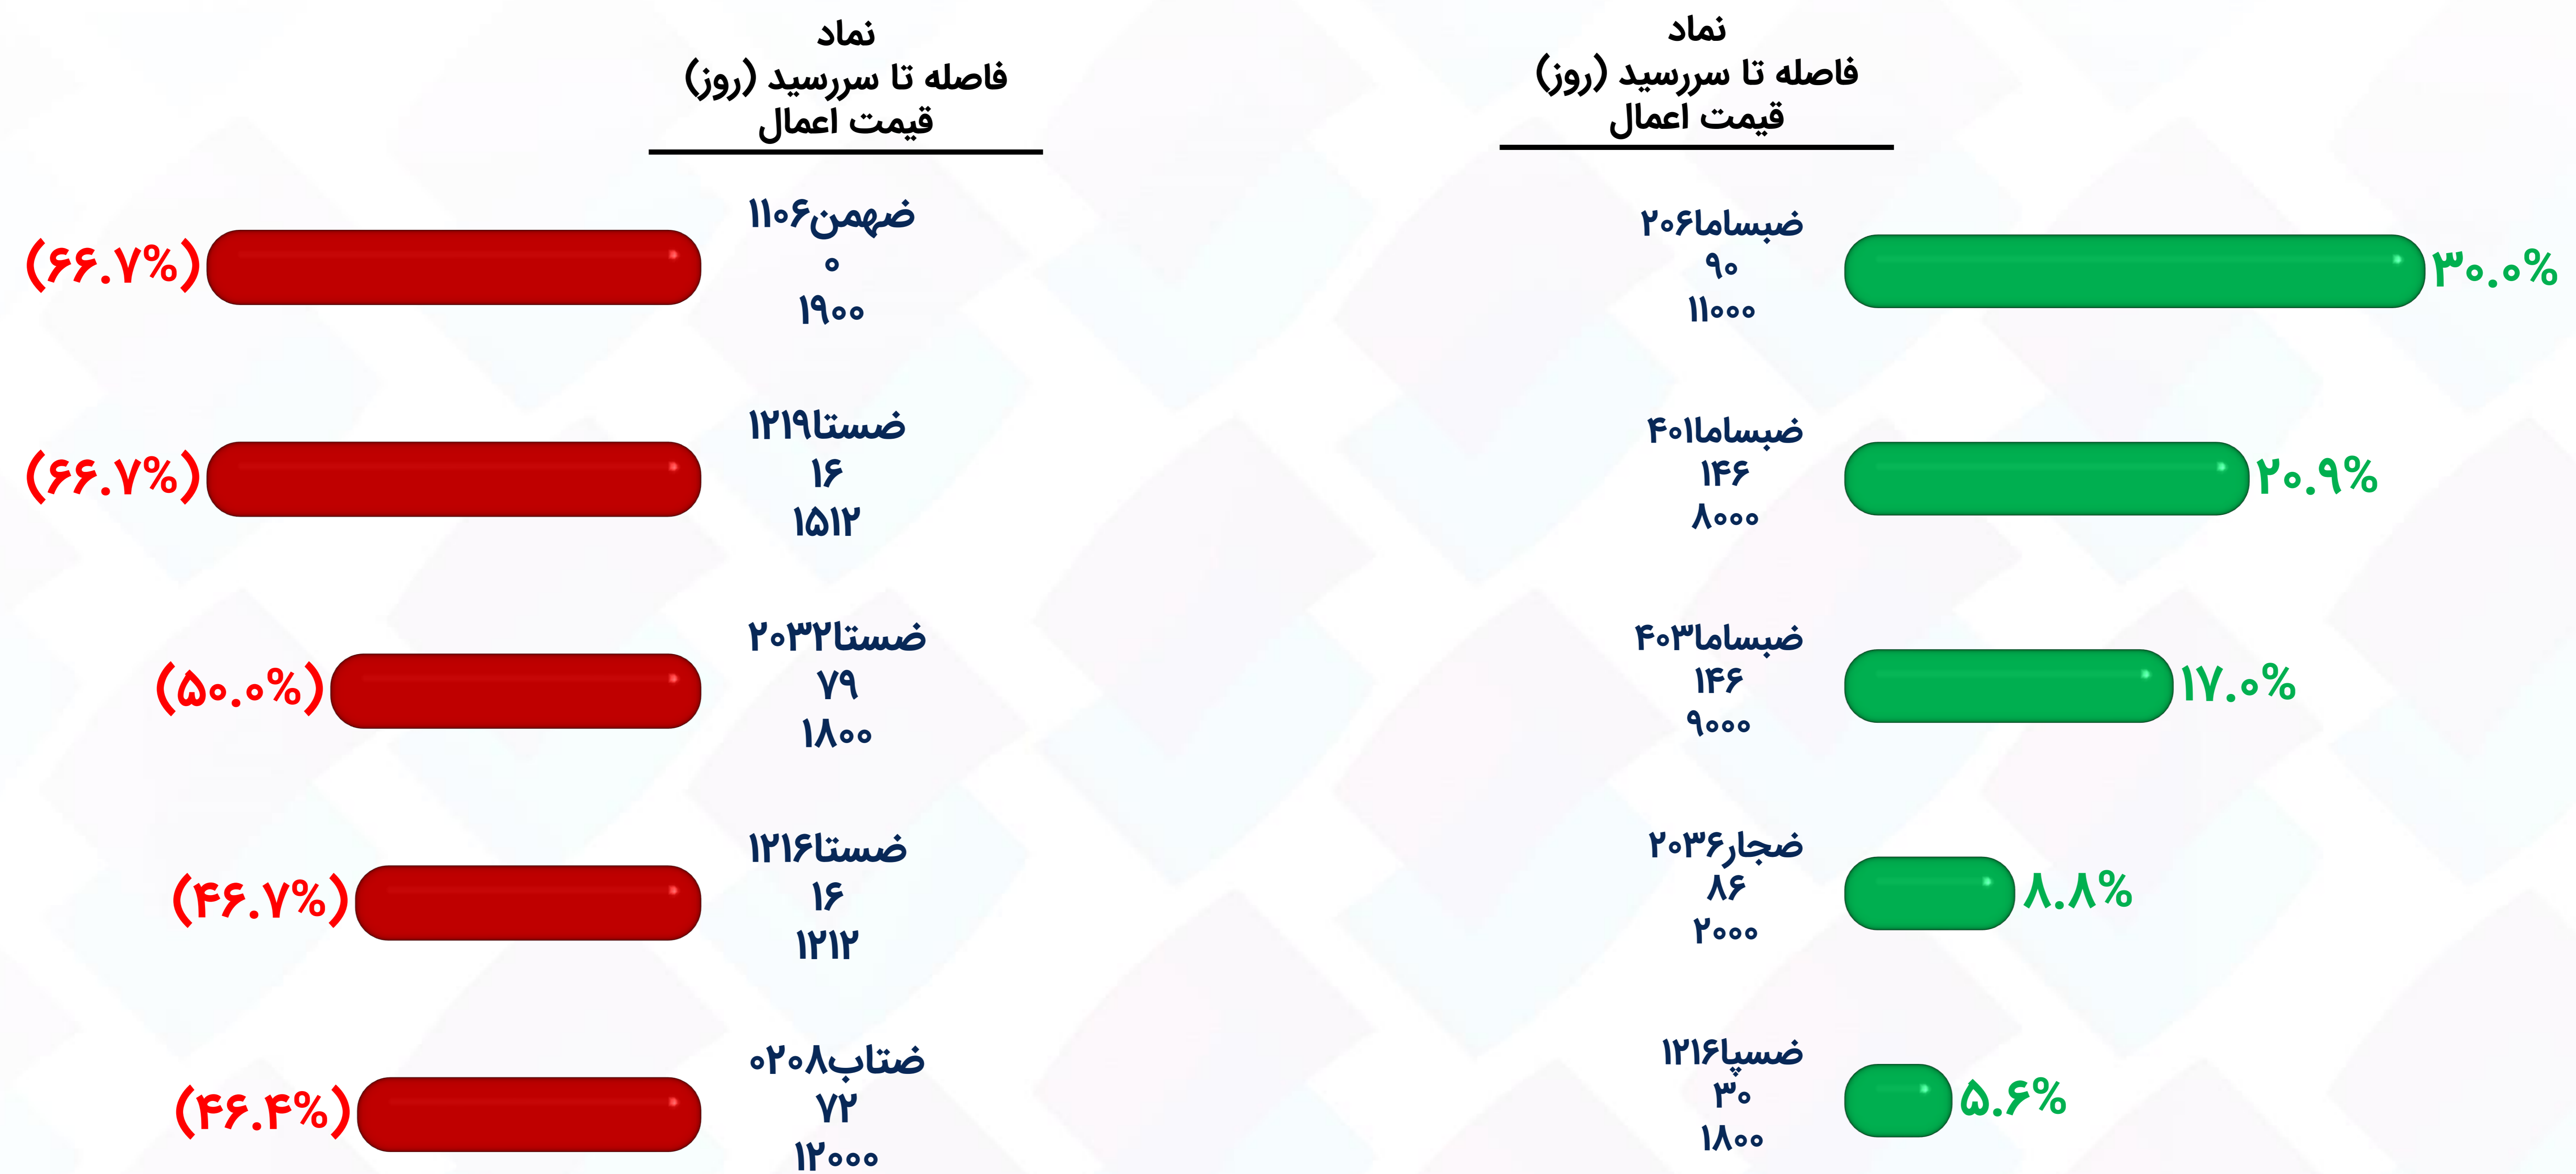 نماد
فاصله تا سررسید (روز)
قیمت اعمال
ضبساما۲۰۶
۹۰
۱۱۰۰۰
۳۰.۰%
ضبساما۴۰۱
۱۴۶
۸۰۰۰
۲۰.۹%
ضبساما۴۰۳
۱۴۶
۹۰۰۰
۱۷.۰%
ضجار۲۰۳۶
۸۶
۲۰۰۰
۸.۸%
ضسپا۱۲۱۶
۳۰
۱۸۰۰
۵.۶%
نماد
فاصله تا سررسید (روز)
قیمت اعمال
ضهمن۱۱۰۶
۰
۱۹۰۰
(۶۶.۷%)
ضستا۱۲۱۹
۱۶
۱۵۱۲
(۶۶.۷%)
ضستا۲۰۳۲
۷۹
۱۸۰۰
(۵۰.۰%)
ضستا۱۲۱۶
۱۶
۱۲۱۲
(۴۶.۷%)
ضتاب۰۲۰۸
۷۲
۱۲۰۰۰
(۴۶.۴%)